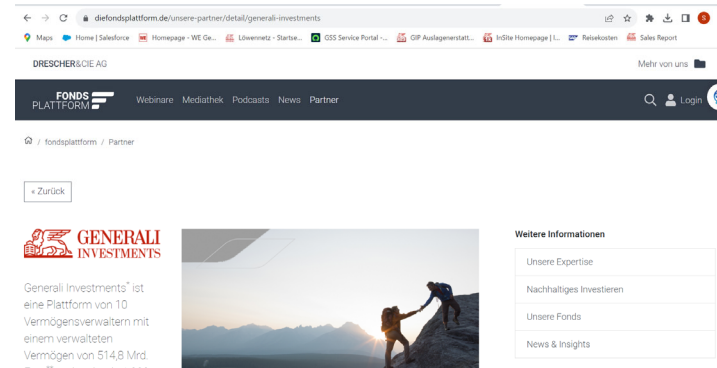 diefondsplattform.de/unsere-partner/detail/generali-investments
Maps Home | Salesforce Homepage - WE Ge... Löwennetz - Startse... GSS Service Portal -... GIP Auslagenerstatt... InSite Homepage | I... Reisekosten Sales Report
DRESCHER&CIE AG Mehr von uns
FONDS
PLATTFORM
Webinare Mediathek Podcasts News Partner Login
/ fondsplattform / Partner
« Zurück
GENERALI
INVESTMENTS
Weitere Informationen
Unsere Expertise
Nachhaltiges Investieren
Unsere Fonds
News & Insights
Generali Investments* ist
eine Plattform von 10
Vermögensverwaltern mit
einem verwalteten
Vermögen von 514,8 Mrd.